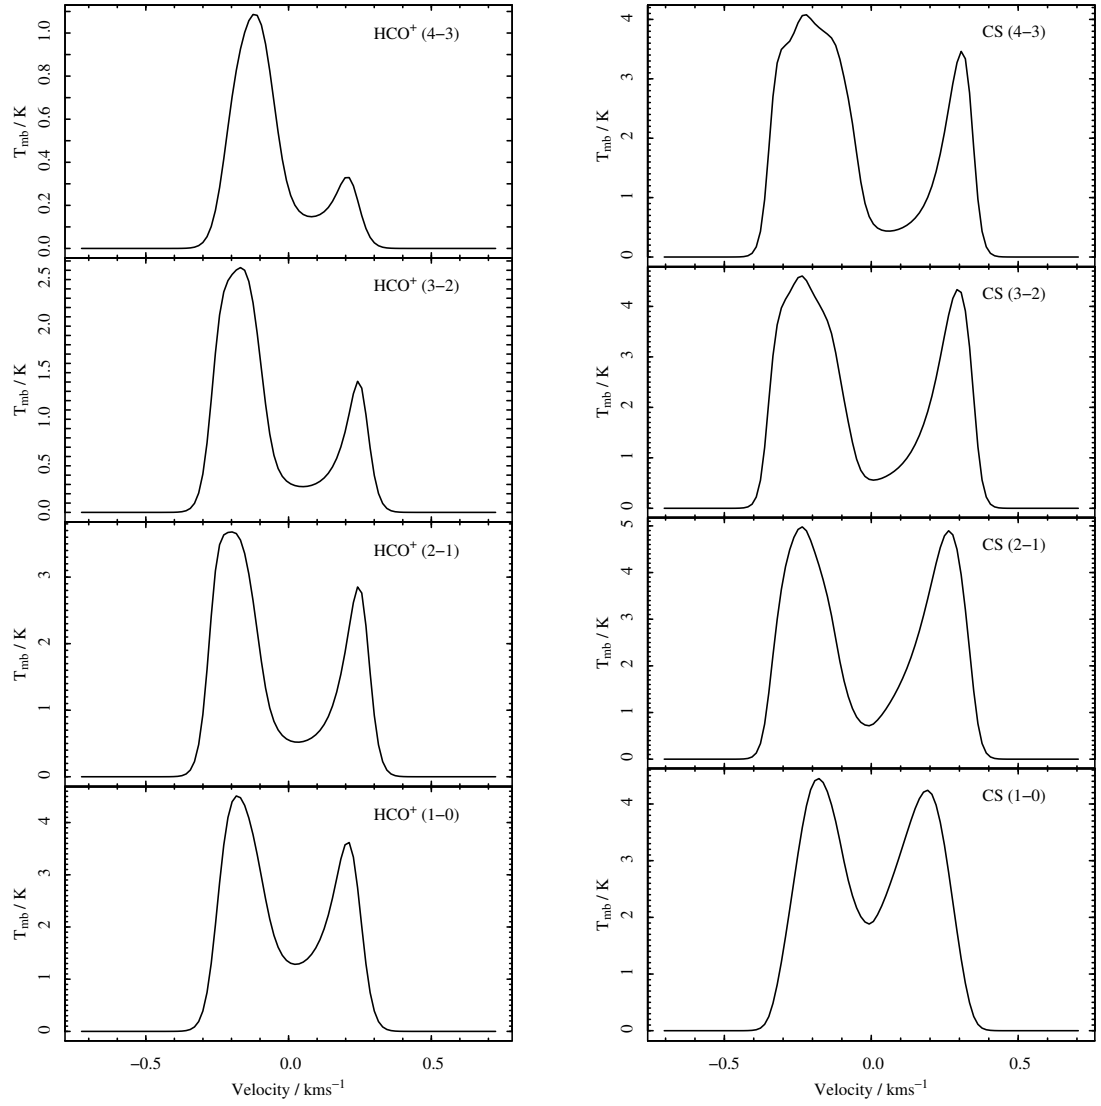 HCO⁺ (4−3)
T_mb / K
0.0 0.2 0.4 0.6 0.8 1.0
HCO⁺ (3−2)
T_mb / K
0.0 0.5 1.0 1.5 2.0 2.5
HCO⁺ (2−1)
T_mb / K
0 1 2 3
HCO⁺ (1−0)
T_mb / K
0 1 2 3 4
−0.5 0.0 0.5
Velocity / kms⁻¹
CS (4−3)
T_mb / K
0 1 2 3 4
CS (3−2)
T_mb / K
0 1 2 3 4
CS (2−1)
T_mb / K
0 1 2 3 4 5
CS (1−0)
T_mb / K
0 1 2 3 4
−0.5 0.0 0.5
Velocity / kms⁻¹